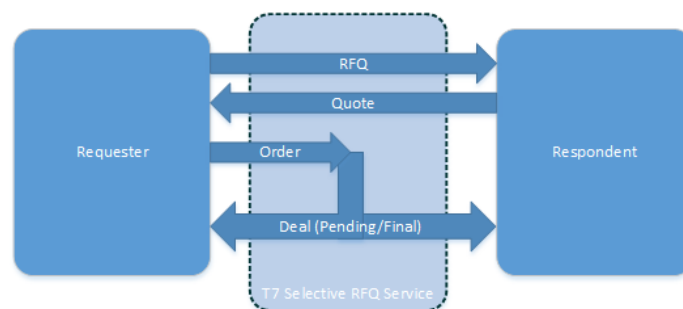 RFQ
Quote
Requester
Order
Respondent
Deal (Pending/Final)
T7 Selective RFQ Service